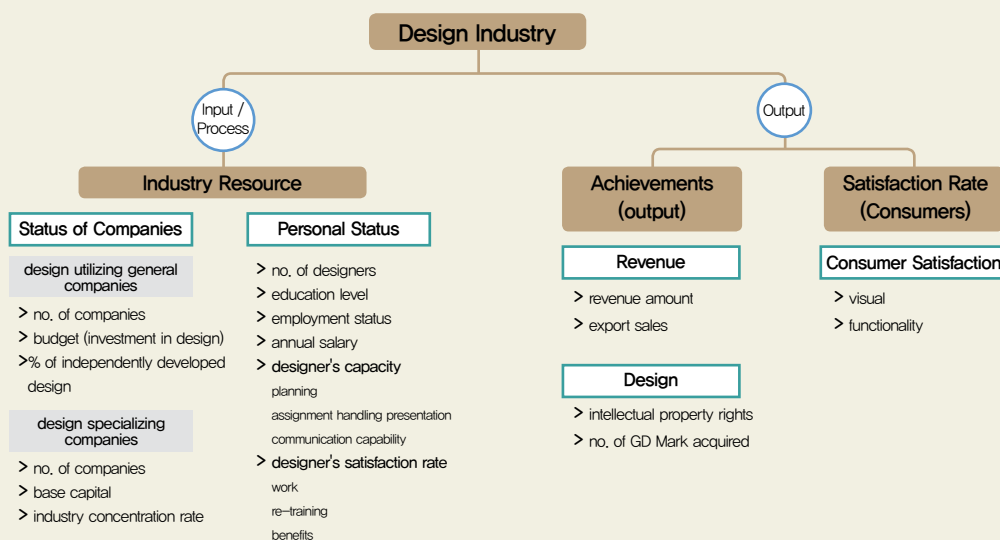 Design Industry
Input /
Process
Output
Industry Resource
Status of Companies
design utilizing general
companies
> no. of companies
> budget (investment in design)
>% of independently developed
design
design specializing
companies
> no. of companies
> base capital
> industry concentration rate
Personal Status
> no. of designers
> education level
> employment status
> annual salary
> designer's capacity
planning
assignment handling presentation
communication capability
> designer's satisfaction rate
work
re-training
benefits
Achievements
(output)
Revenue
> revenue amount
> export sales
Design
> intellectual property rights
> no. of GD Mark acquired
Satisfaction Rate
(Consumers)
Consumer Satisfaction
> visual
> functionality